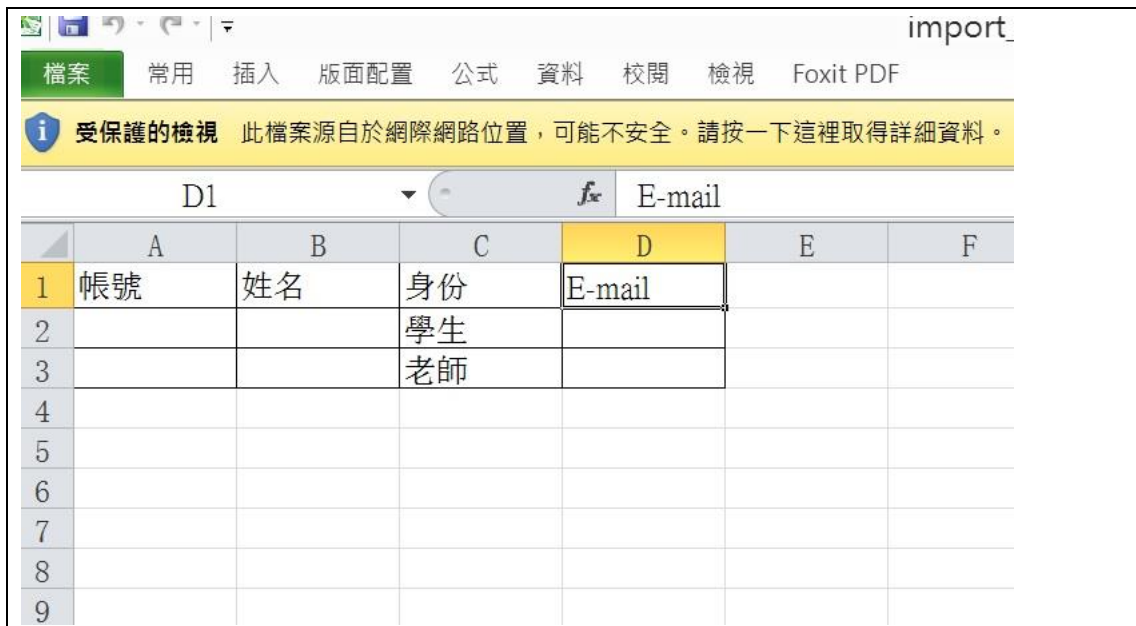 import_
檔案 常用 插入 版面配置 公式 資料 校閱 檢視 Foxit PDF
受保護的檢視 此檔案源自於網際網路位置，可能不安全。請按一下這裡取得詳細資料。
D1 fx E-mail
A B C D E F
1 帳號 姓名 身份 E-mail
2 學生
3 老師
4
5
6
7
8
9